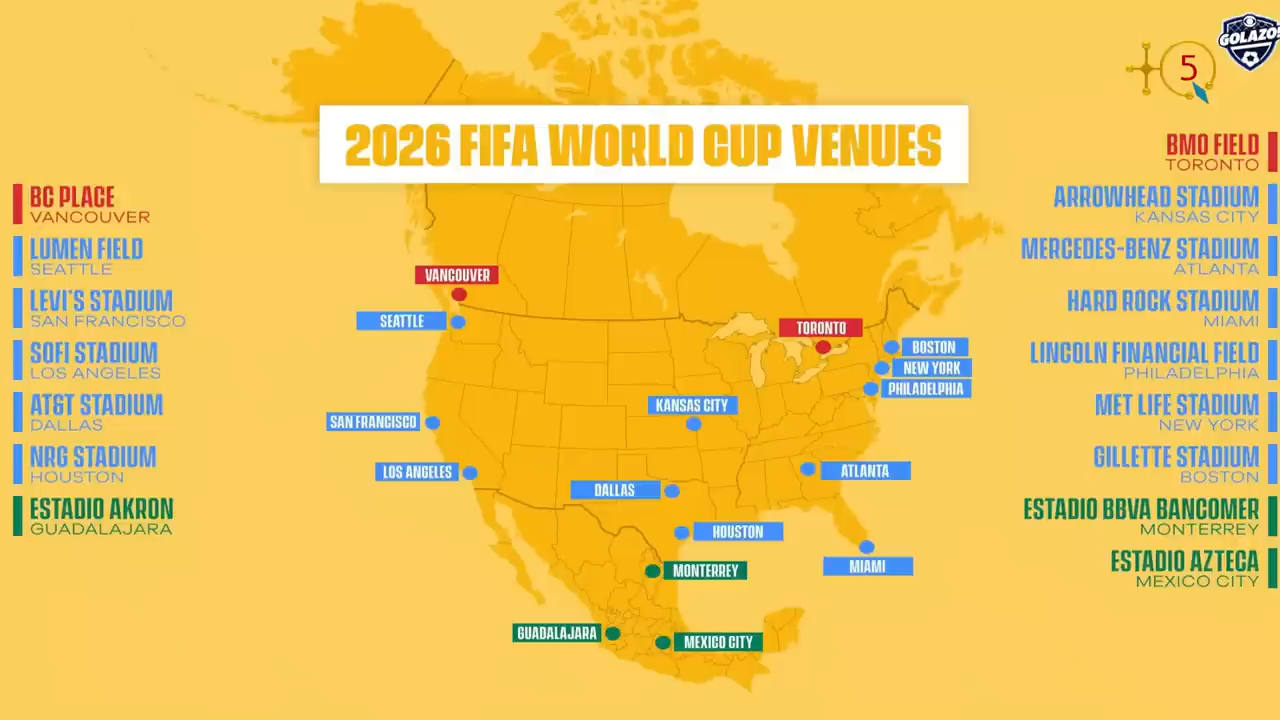 GOLAZO!
5
2026 FIFA WORLD CUP VENUES
BC PLACE
VANCOUVER
LUMEN FIELD
SEATTLE
LEVI'S STADIUM
SAN FRANCISCO
SOFI STADIUM
LOS ANGELES
AT&T STADIUM
DALLAS
NRG STADIUM
HOUSTON
ESTADIO AKRON
GUADALAJARA
VANCOUVER
SEATTLE
TORONTO
BOSTON
NEW YORK
PHILADELPHIA
KANSAS CITY
SAN FRANCISCO
LOS ANGELES
ATLANTA
DALLAS
HOUSTON
MIAMI
MONTERREY
GUADALAJARA
MEXICO CITY
BMO FIELD
TORONTO
ARROWHEAD STADIUM
KANSAS CITY
MERCEDES-BENZ STADIUM
ATLANTA
HARD ROCK STADIUM
MIAMI
LINCOLN FINANCIAL FIELD
PHILADELPHIA
MET LIFE STADIUM
NEW YORK
GILLETTE STADIUM
BOSTON
ESTADIO BBVA BANCOMER
MONTERREY
ESTADIO AZTECA
MEXICO CITY